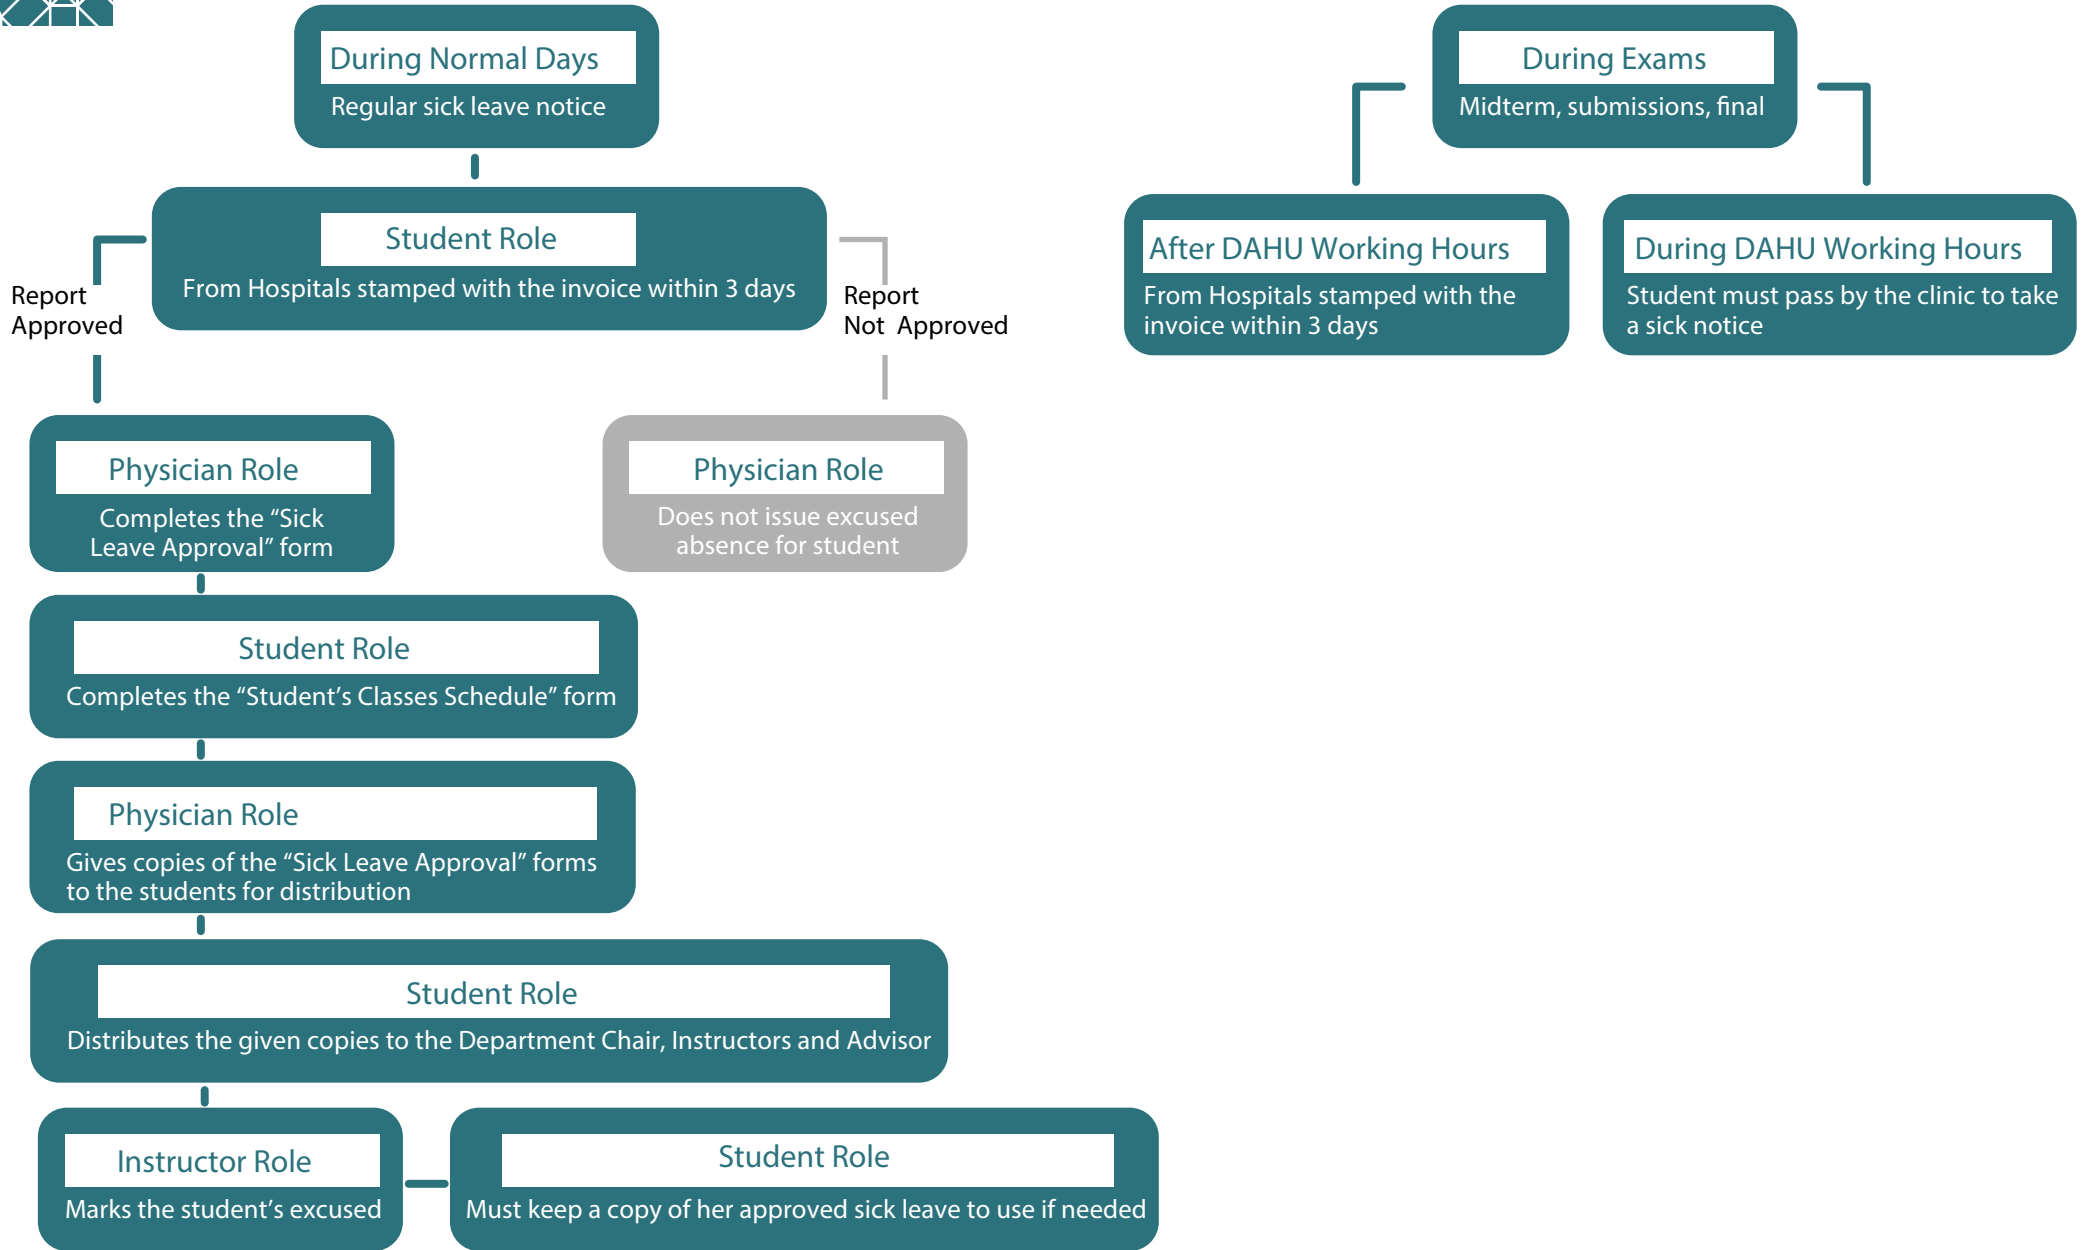 During Normal Days
Regular sick leave notice
Student Role
From Hospitals stamped with the invoice within 3 days
Report
Approved
Report
Not Approved
Physician Role
Completes the “Sick
Leave Approval” form
Physician Role
Does not issue excused
absence for student
Student Role
Completes the “Student’s Classes Schedule” form
Physician Role
Gives copies of the “Sick Leave Approval” forms
to the students for distribution
Student Role
Distributes the given copies to the Department Chair, Instructors and Advisor
Instructor Role
Marks the student’s excused
Student Role
Must keep a copy of her approved sick leave to use if needed
During Exams
Midterm, submissions, final
After DAHU Working Hours
From Hospitals stamped with the
invoice within 3 days
During DAHU Working Hours
Student must pass by the clinic to take
a sick notice